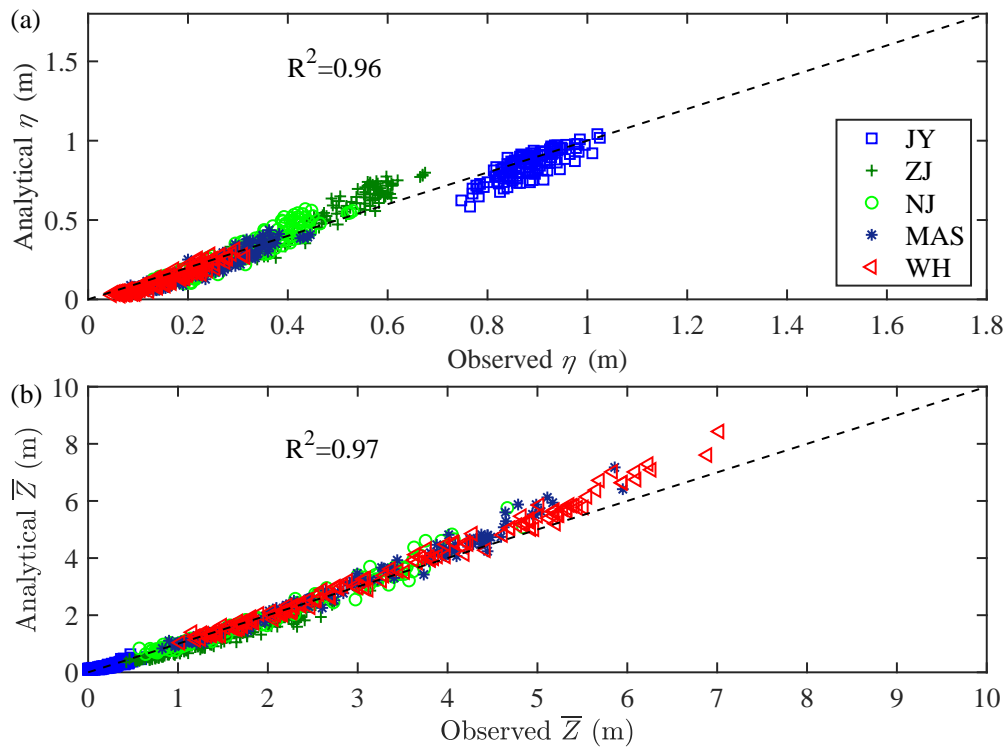 (a)
R²=0.96
Analytical η (m)
1.5
1
0.5
0
0 0.2 0.4 0.6 0.8 1 1.2 1.4 1.6 1.8
Observed η (m)
JY
ZJ
NJ
MAS
WH
(b)
R²=0.97
Analytical Z̅ (m)
10
8
6
4
2
0
0 1 2 3 4 5 6 7 8 9 10
Observed Z̅ (m)